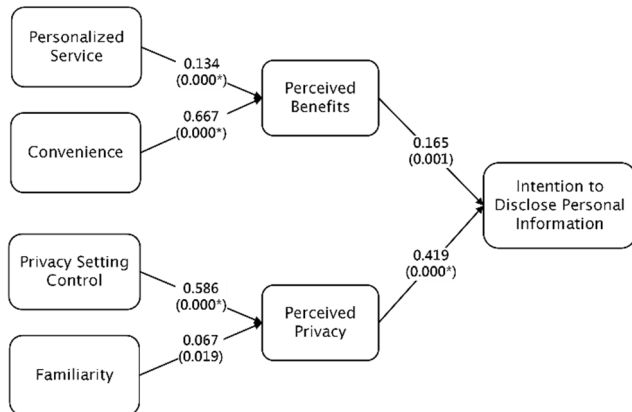 Personalized
Service
0.134
(0.000*)
Perceived
Benefits
0.667
(0.000*)
Convenience
0.165
(0.001)
Intention to
Disclose Personal
Information
Privacy Setting
Control
0.419
(0.000*)
0.586
(0.000*)
Perceived
Privacy
0.067
(0.019)
Familiarity